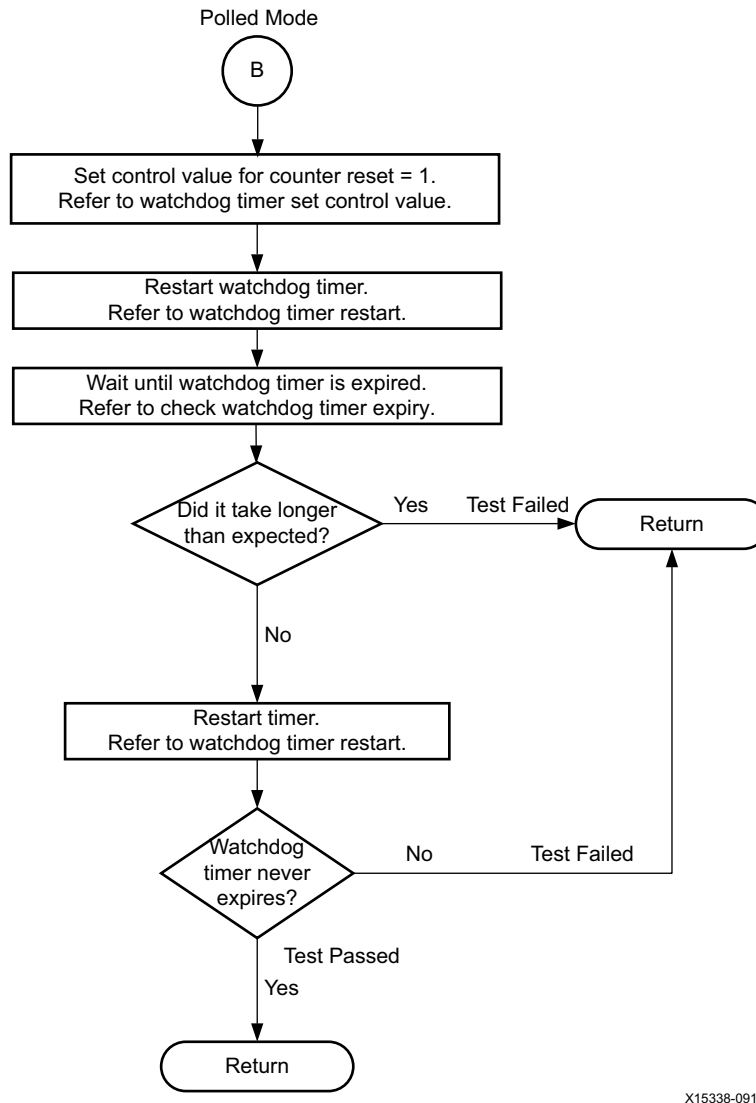 Polled Mode
B
Set control value for counter reset = 1.
Refer to watchdog timer set control value.
Restart watchdog timer.
Refer to watchdog timer restart.
Wait until watchdog timer is expired.
Refer to check watchdog timer expiry.
Did it take longer
than expected?
Yes
Test Failed
Return
No
Restart timer.
Refer to watchdog timer restart.
Watchdog
timer never
expires?
No
Test Failed
Test Passed
Yes
Return
X15338-091